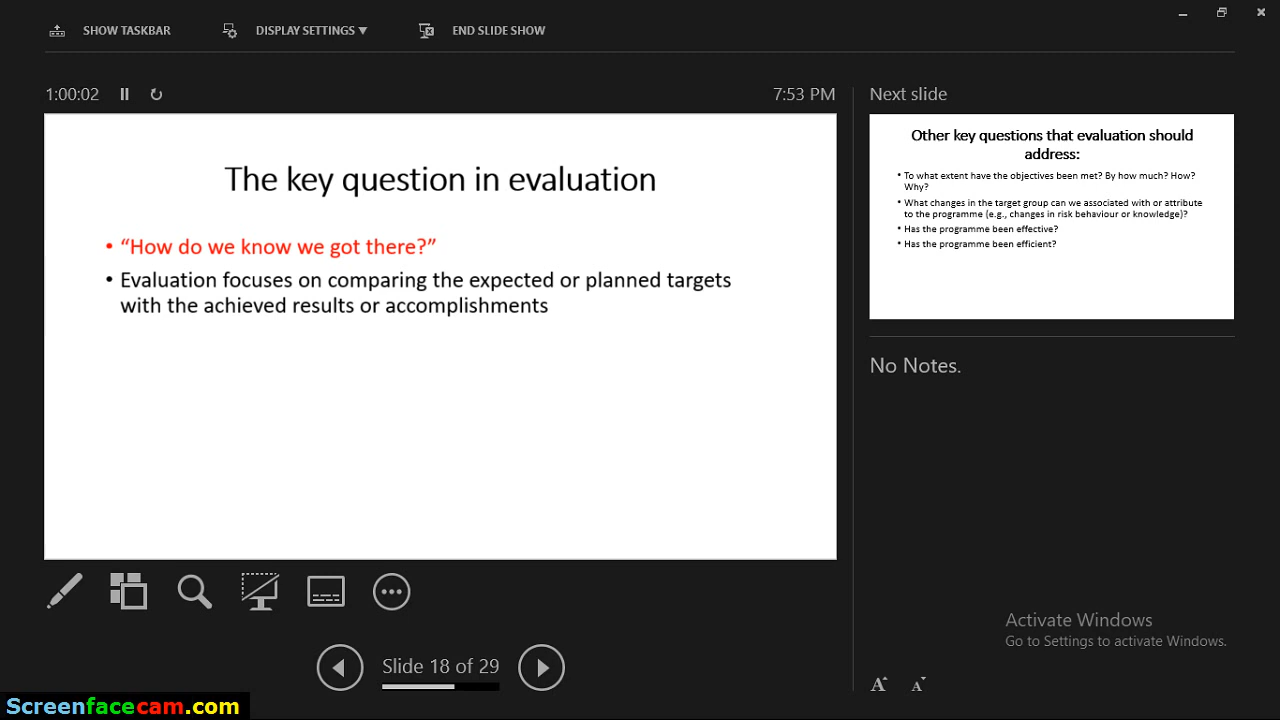 SHOW TASKBAR
DISPLAY SETTINGS ▼
END SLIDE SHOW
1:00:02
7:53 PM
The key question in evaluation
• “How do we know we got there?”
• Evaluation focuses on comparing the expected or planned targets
with the achieved results or accomplishments
Slide 18 of 29
Next slide
Other key questions that evaluation should
address:
• To what extent have the objectives been met? By how much? How?
Why?
• What changes in the target group can we associated with or attribute
to the programme (e.g., changes in risk behaviour or knowledge)?
• Has the programme been effective?
• Has the programme been efficient?
No Notes.
Activate Windows
Go to Settings to activate Windows.
A A
Screenfacecam.com